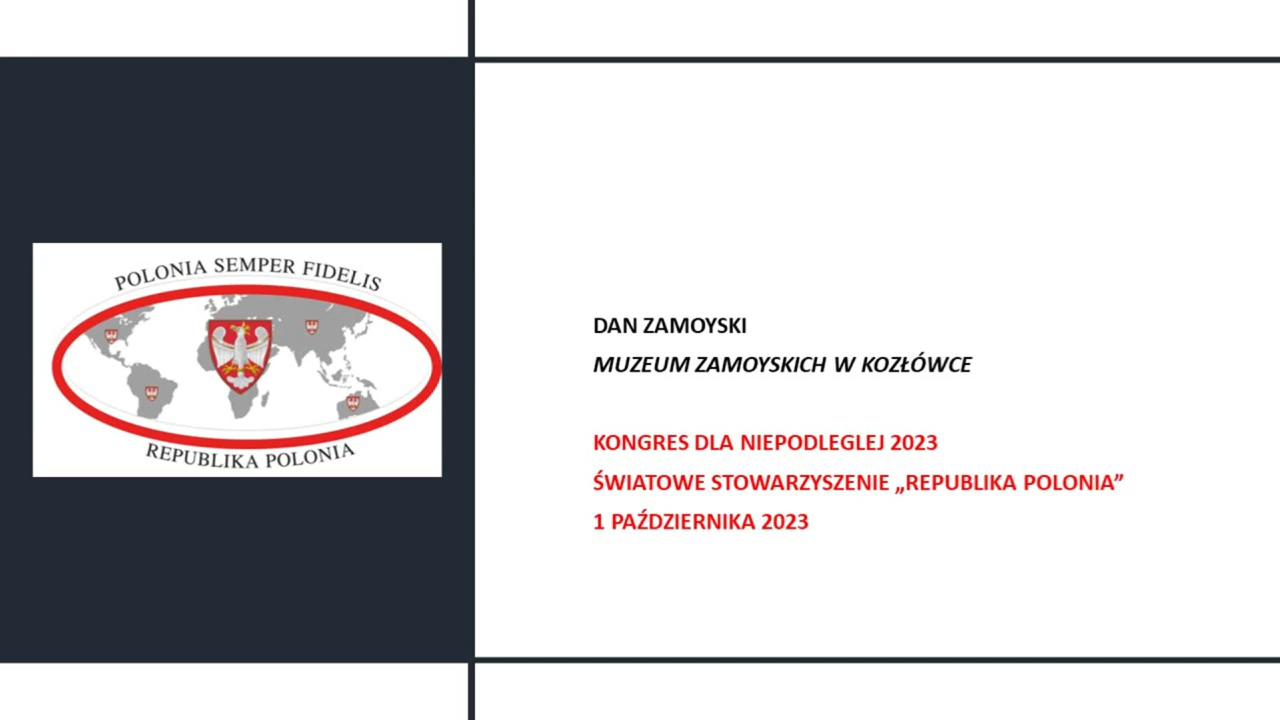 POLONIA SEMPER FIDELIS
REPUBLIKA POLONIA
DAN ZAMOYSKI
MUZEUM ZAMOYSKICH W KOZŁÓWCE
KONGRES DLA NIEPODLEGLEJ 2023
ŚWIATOWE STOWARZYSZENIE „REPUBLIKA POLONIA”
1 PAŹDZIERNIKA 2023